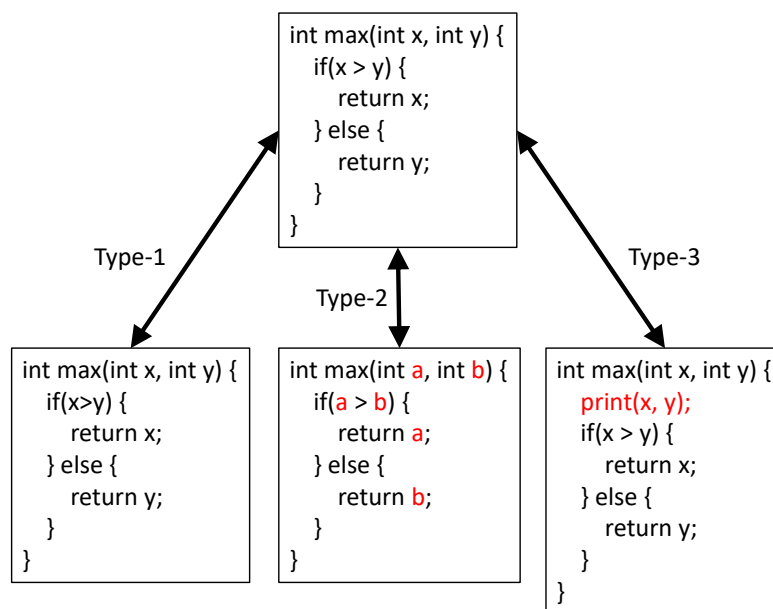 int max(int x, int y) {
if(x > y) {
return x;
} else {
return y;
}
}
Type-1
Type-2
Type-3
int max(int x, int y) {
if(x>y) {
return x;
} else {
return y;
}
}
int max(int a, int b) {
if(a > b) {
return a;
} else {
return b;
}
}
int max(int x, int y) {
print(x, y);
if(x > y) {
return x;
} else {
return y;
}
}